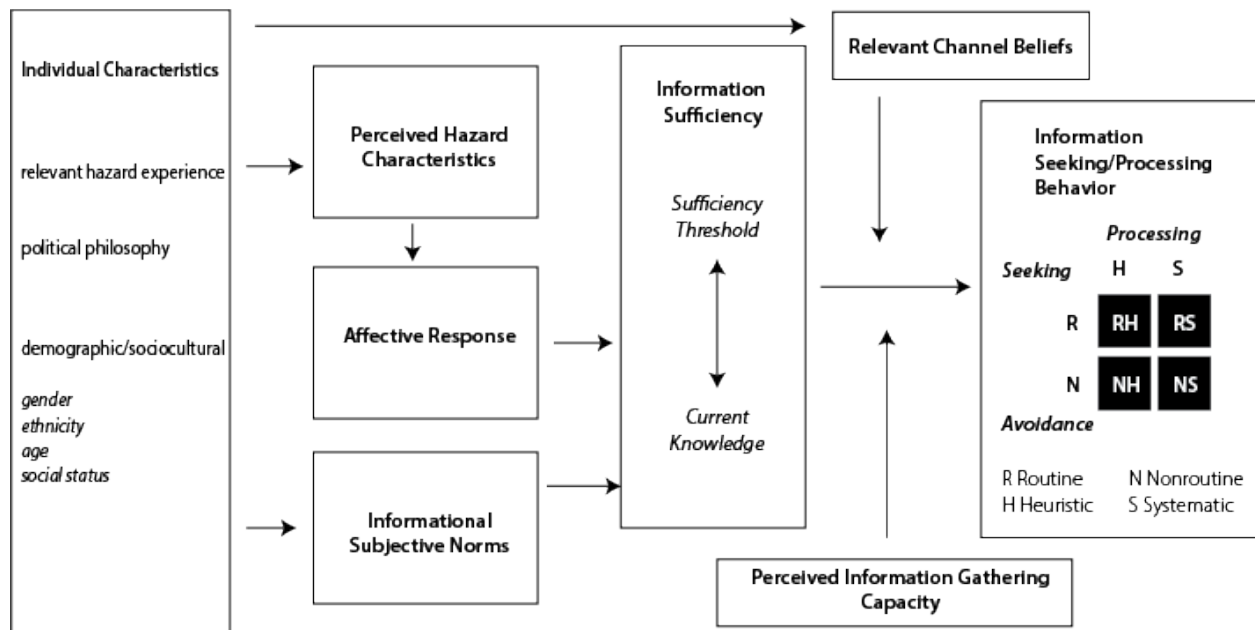 Individual Characteristics
relevant hazard experience
political philosophy
demographic/sociocultural
gender
ethnicity
age
social status
Perceived Hazard
Characteristics
Affective Response
Informational
Subjective Norms
Information
Sufficiency
Sufficiency
Threshold
Current
Knowledge
Relevant Channel Beliefs
Perceived Information Gathering
Capacity
Information
Seeking/Processing
Behavior
Processing
Seeking H S
R RH RS
N NH NS
Avoidance
R Routine N Nonroutine
H Heuristic S Systematic